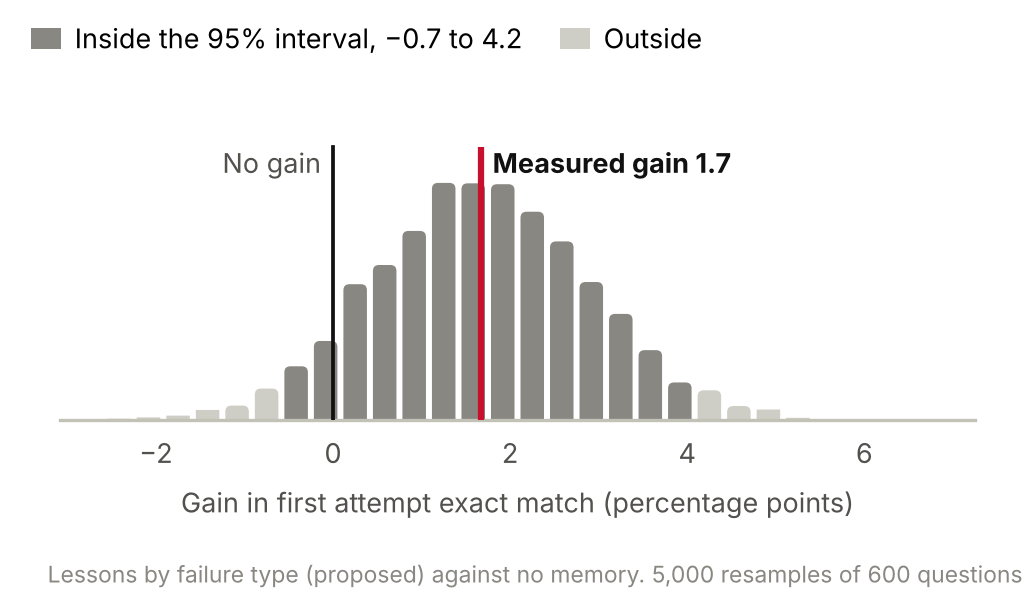 Inside the 95% interval, −0.7 to 4.2 Outside
No gain Measured gain 1.7
−2 0 2 4 6
Gain in first attempt exact match (percentage points)
Lessons by failure type (proposed) against no memory. 5,000 resamples of 600 questions